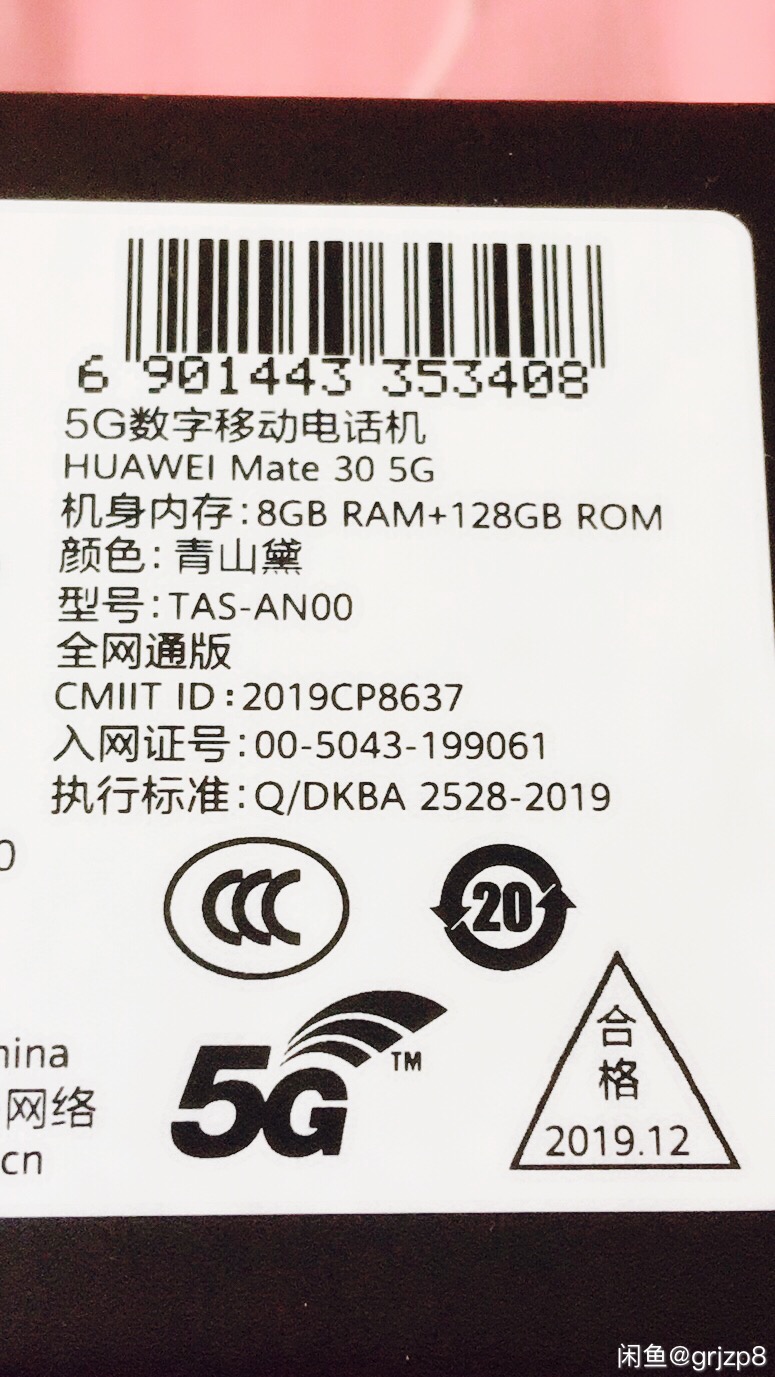 6 901443 353408
5G数字移动电话机
HUAWEI Mate 30 5G
机身内存:8GB RAM+128GB ROM
颜色:青山黛
型号:TAS-AN00
全网通版
CMIIT ID:2019CP8637
入网证号:00-5043-199061
执行标准:Q/DKBA 2528-2019
0
CCC
20
hina
网络
cn
5G TM
合
格
2019.12
闲鱼@grjzp8